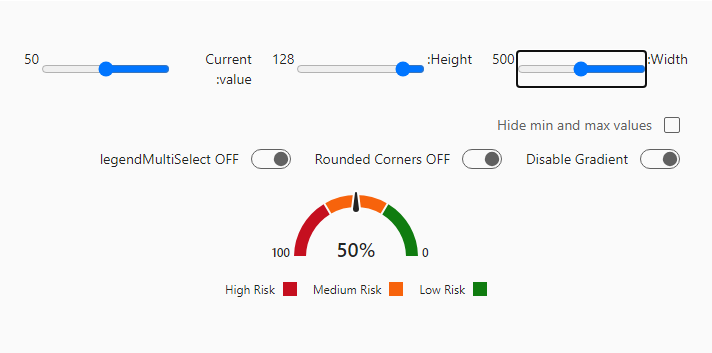 Width:
500
Height:
128
Current value:
50
Hide min and max values
Disable Gradient
Rounded Corners OFF
legendMultiSelect OFF
100
50%
0
Low Risk
Medium Risk
High Risk